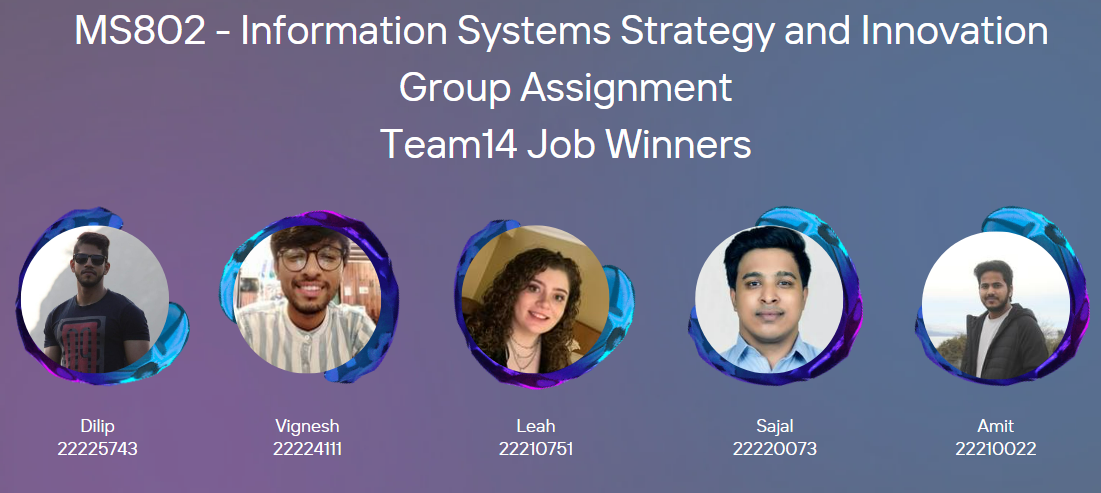 MS802 - Information Systems Strategy and Innovation
Group Assignment
Team14 Job Winners
Dilip
22225743
Vignesh
22224111
Leah
22210751
Sajal
22220073
Amit
22210022